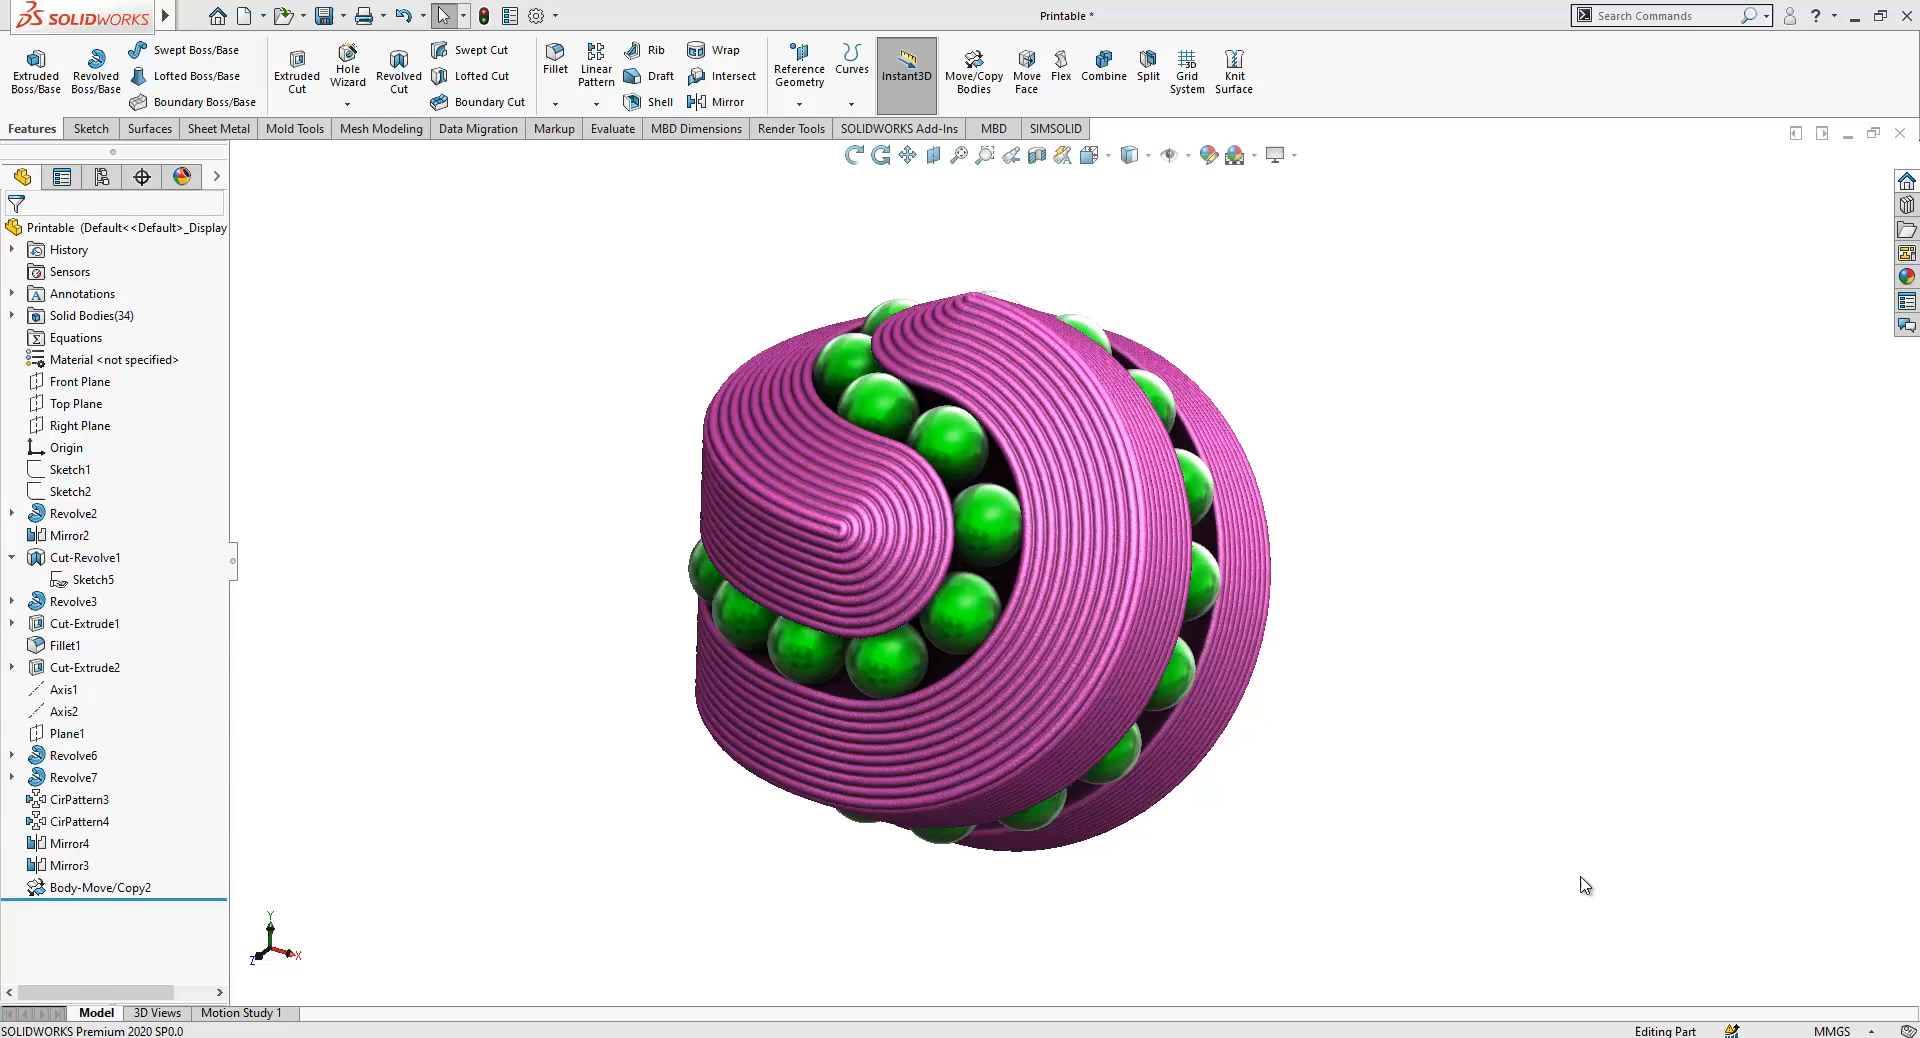 SOLIDWORKS
Printable *
Search Commands
?
Extruded Boss/Base
Revolved Boss/Base
Swept Boss/Base
Lofted Boss/Base
Boundary Boss/Base
Extruded Cut
Hole Wizard
Revolved Cut
Swept Cut
Lofted Cut
Boundary Cut
Fillet
Linear Pattern
Rib
Draft
Shell
Wrap
Intersect
Mirror
Reference Geometry
Curves
Instant3D
Move/Copy Bodies
Move Face
Flex
Combine
Split
3D
Grid System
Knit Surface
Features
Sketch
Surfaces
Sheet Metal
Mold Tools
Mesh Modeling
Data Migration
Markup
Evaluate
MBD Dimensions
Render Tools
SOLIDWORKS Add-Ins
MBD
SIMSOLID
Printable (Default<<Default>_Display
History
Sensors
A Annotations
Solid Bodies(34)
Equations
Material <not specified>
Front Plane
Top Plane
Right Plane
Origin
Sketch1
Sketch2
Revolve2
Mirror2
Cut-Revolve1
Sketch5
Revolve3
Cut-Extrude1
Fillet1
Cut-Extrude2
Axis1
Axis2
Plane1
Revolve6
Revolve7
CirPattern3
CirPattern4
Mirror4
Mirror3
Body-Move/Copy2
Y
Z
X
Model
3D Views
Motion Study 1
SOLIDWORKS Premium 2020 SP0.0
Editing Part
MMGS